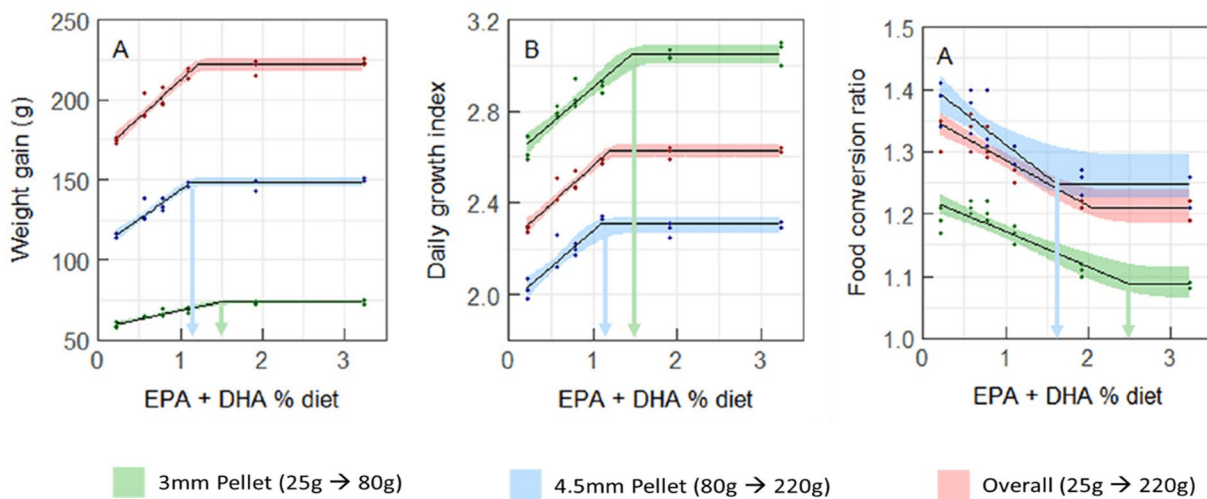 A
Weight gain (g)
250
200
150
100
50
0
1
2
3
EPA + DHA % diet
B
Daily growth index
3.2
2.8
2.4
2.0
0
1
2
3
EPA + DHA % diet
A
Food conversion ratio
1.5
1.4
1.3
1.2
1.1
1.0
0
1
2
3
EPA + DHA % diet
3mm Pellet (25g → 80g)
4.5mm Pellet (80g → 220g)
Overall (25g → 220g)